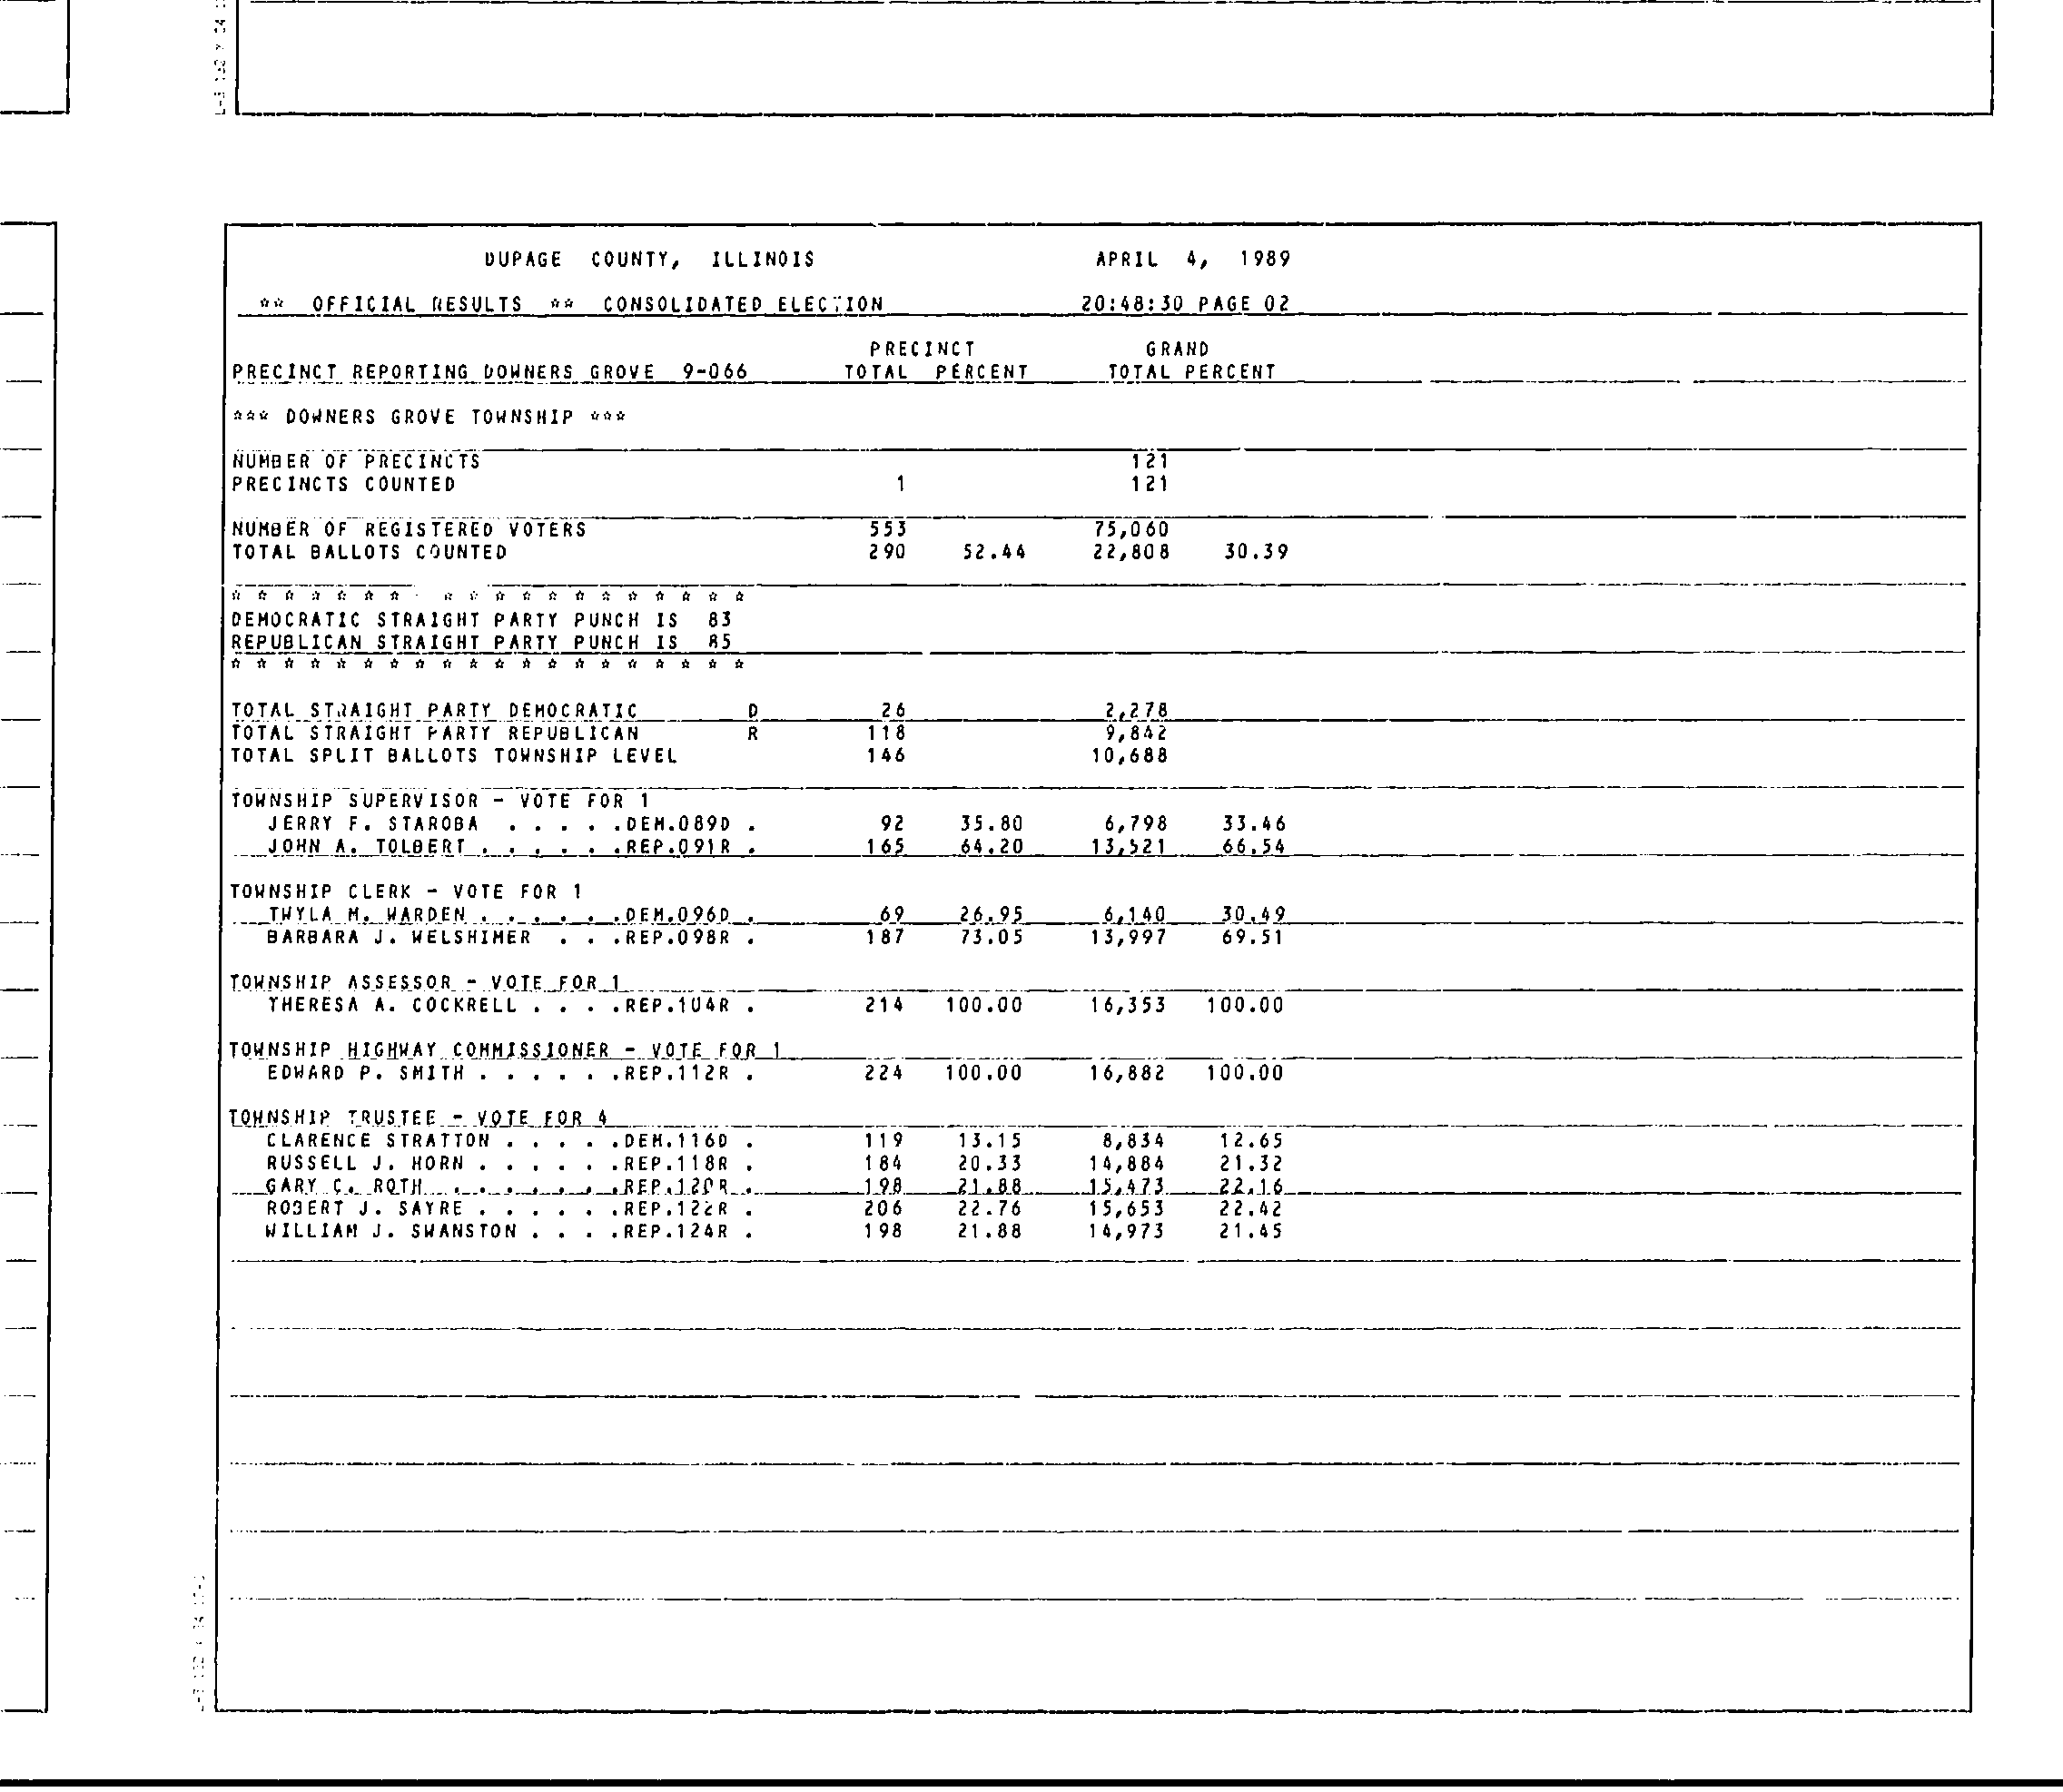 DUPAGE COUNTY, ILLINOIS APRIL 4, 1989
** OFFICIAL RESULTS ** CONSOLIDATED ELECTION 20:48:30 PAGE 02
PRECINCT GRAND
PRECINCT REPORTING DOWNERS GROVE 9-066 TOTAL PERCENT TOTAL PERCENT
*** DOWNERS GROVE TOWNSHIP ***
NUMBER OF PRECINCTS 121
PRECINCTS COUNTED 1 121
NUMBER OF REGISTERED VOTERS 553 75,060
TOTAL BALLOTS COUNTED 290 52.44 22,808 30.39
* * * * * * * * * * * * * * * * * * *
DEMOCRATIC STRAIGHT PARTY PUNCH IS 83
REPUBLICAN STRAIGHT PARTY PUNCH IS 85
* * * * * * * * * * * * * * * * * * * *
TOTAL STRAIGHT PARTY DEMOCRATIC D 26 2,278
TOTAL STRAIGHT PARTY REPUBLICAN R 118 9,842
TOTAL SPLIT BALLOTS TOWNSHIP LEVEL 146 10,688
TOWNSHIP SUPERVISOR - VOTE FOR 1
JERRY F. STAROBA . . . . .DEM.089D . 92 35.80 6,798 33.46
JOHN A. TOLBERT . . . . . .REP.091R . 165 64.20 13,521 66.54
TOWNSHIP CLERK - VOTE FOR 1
TWYLA M. WARDEN . . . . . .DEM.096D . 69 26.95 6,140 30.49
BARBARA J. WELSHIMER . . .REP.098R . 187 73.05 13,997 69.51
TOWNSHIP ASSESSOR - VOTE FOR 1
THERESA A. COCKRELL . . . .REP.104R . 214 100.00 16,353 100.00
TOWNSHIP HIGHWAY COMMISSIONER - VOTE FOR 1
EDWARD P. SMITH . . . . . .REP.112R . 224 100.00 16,882 100.00
TOWNSHIP TRUSTEE - VOTE FOR 4
CLARENCE STRATTON . . . . .DEM.116D . 119 13.15 8,834 12.65
RUSSELL J. HORN . . . . . .REP.118R . 184 20.33 14,884 21.32
GARY C. ROTH . . . . . . .REP.120R . 198 21.88 15,473 22.16
ROBERT J. SAYRE . . . . . .REP.122R . 206 22.76 15,653 22.42
WILLIAM J. SWANSTON . . . .REP.124R . 198 21.88 14,973 21.45